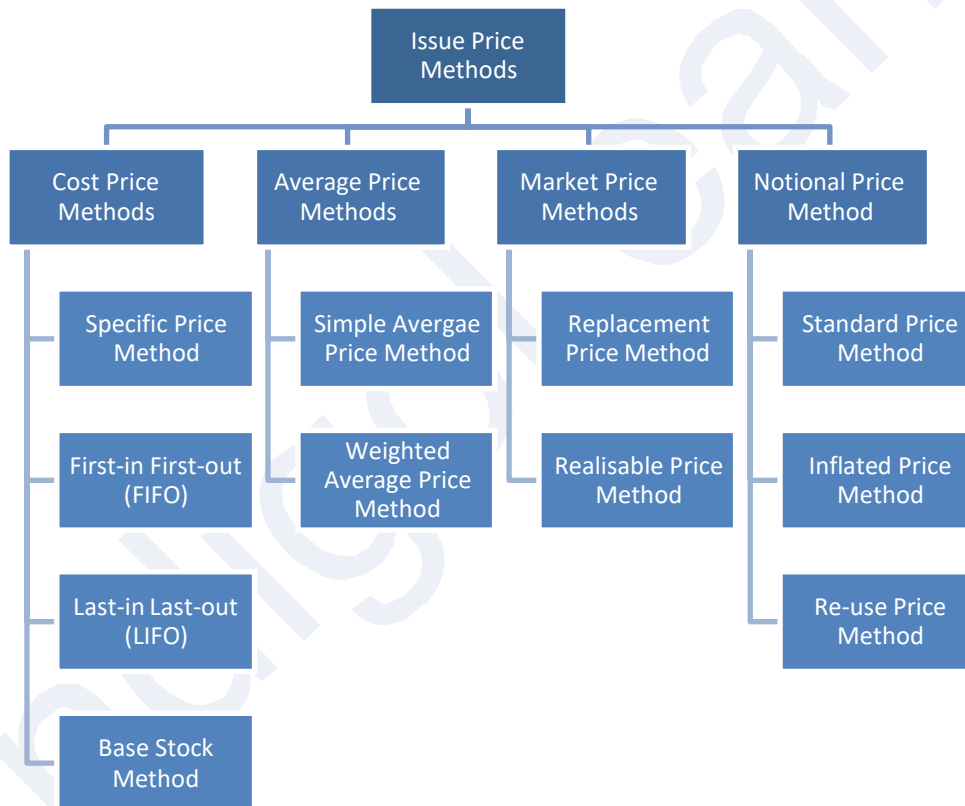 Issue Price
Methods
Cost Price
Methods
Average Price
Methods
Market Price
Methods
Notional Price
Method
Specific Price
Method
Simple Avergae
Price Method
Replacement
Price Method
Standard Price
Method
First-in First-out
(FIFO)
Weighted
Average Price
Method
Realisable Price
Method
Inflated Price
Method
Last-in Last-out
(LIFO)
Re-use Price
Method
Base Stock
Method